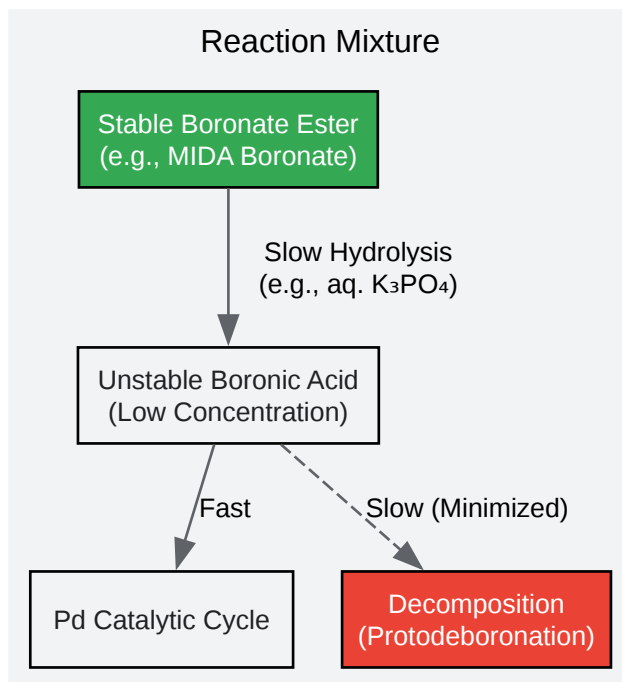 Reaction Mixture
Stable Boronate Ester
(e.g., MIDA Boronate)
Slow Hydrolysis
(e.g., aq. K₃PO₄)
Unstable Boronic Acid
(Low Concentration)
Fast
Slow (Minimized)
Pd Catalytic Cycle
Decomposition
(Protodeboronation)